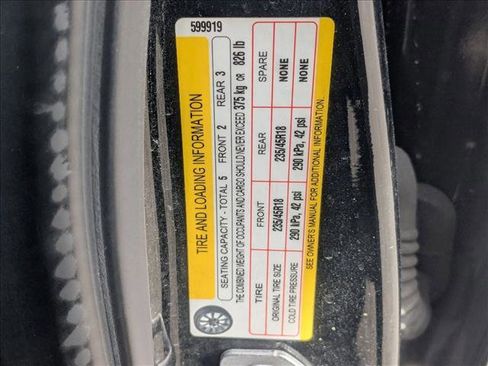 599919
TIRE AND LOADING INFORMATION
SEATING CAPACITY - TOTAL 5 FRONT 2 REAR 3
THE COMBINED WEIGHT OF OCCUPANTS AND CARGO SHOULD NEVER EXCEED 375 kg OR 826 lb
TIRE FRONT REAR SPARE
ORIGINAL TIRE SIZE 235/45R18 235/45R18 NONE
COLD TIRE PRESSURE 290 kPa, 42 psi 290 kPa, 42 psi NONE
SEE OWNER'S MANUAL FOR ADDITIONAL INFORMATION.